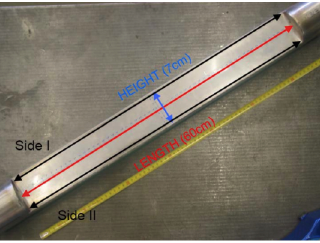 HEIGHT (7cm)
Side I
LENGTH (60cm)
Side II